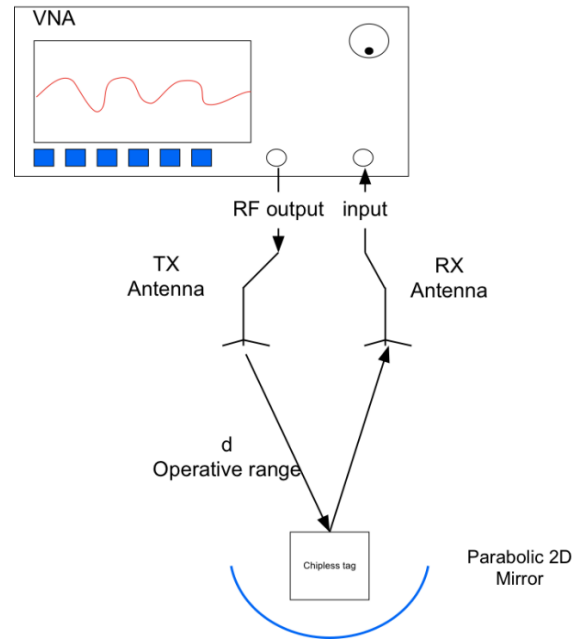 VNA
RF output
input
TX
Antenna
RX
Antenna
d
Operative range
Chipless tag
Parabolic 2D
Mirror